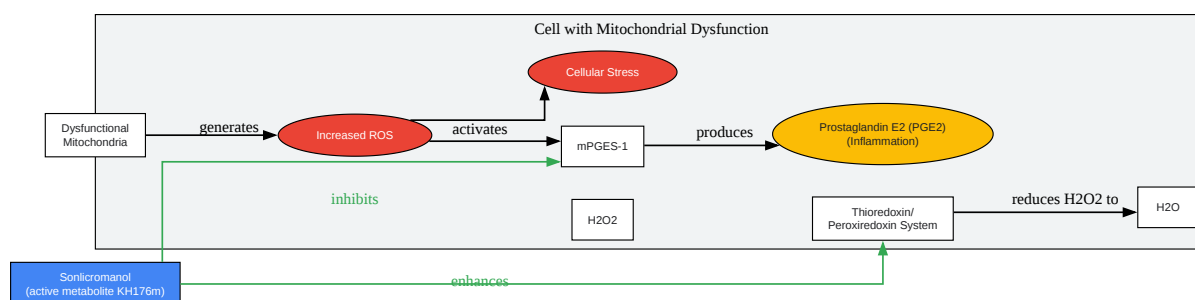 Cell with Mitochondrial Dysfunction
Cellular Stress
Dysfunctional
Mitochondria
generates
Increased ROS
activates
mPGES-1
produces
Prostaglandin E2 (PGE2)
(Inflammation)
inhibits
H2O2
Thioredoxin/
Peroxiredoxin System
reduces H2O2 to
H2O
Sonlicromanol
(active metabolite KH176m)
enhances